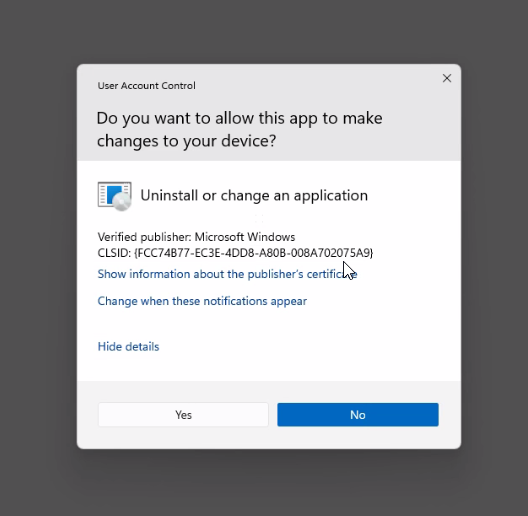 User Account Control
Do you want to allow this app to make
changes to your device?
Uninstall or change an application
Verified publisher: Microsoft Windows
CLSID: {FCC74B77-EC3E-4DD8-A80B-008A702075A9}
Show information about the publisher's certificate
Change when these notifications appear
Hide details
Yes
No